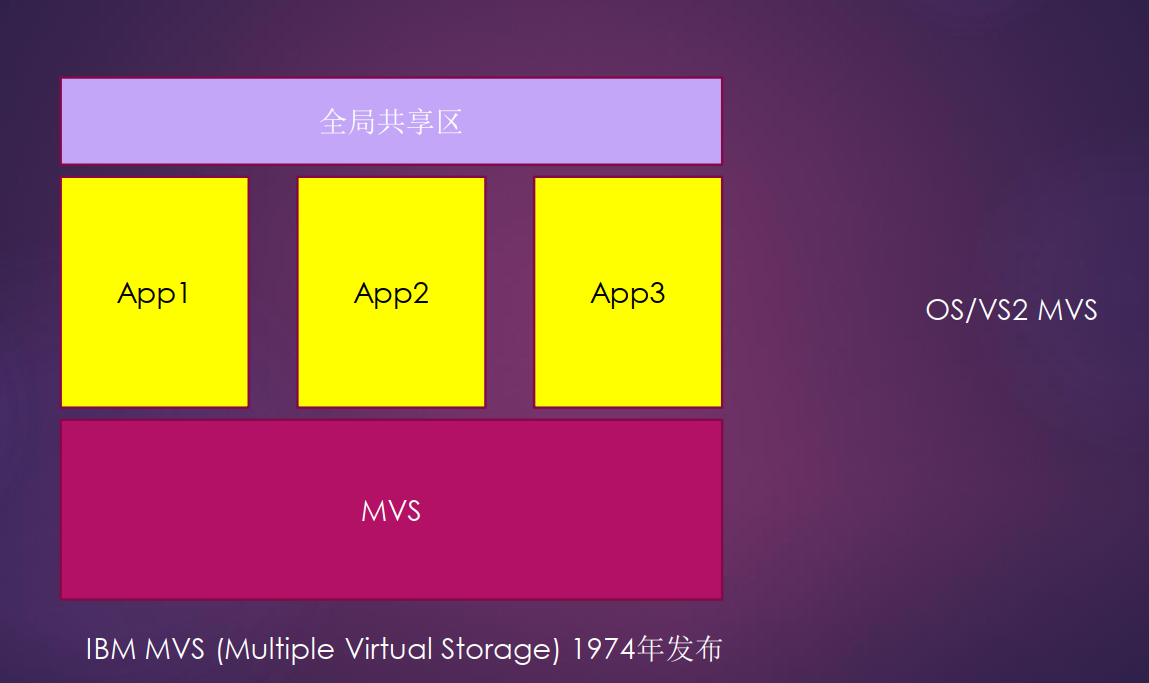 全局共享区
App1
App2
App3
OS/VS2 MVS
MVS
IBM MVS (Multiple Virtual Storage) 1974年发布